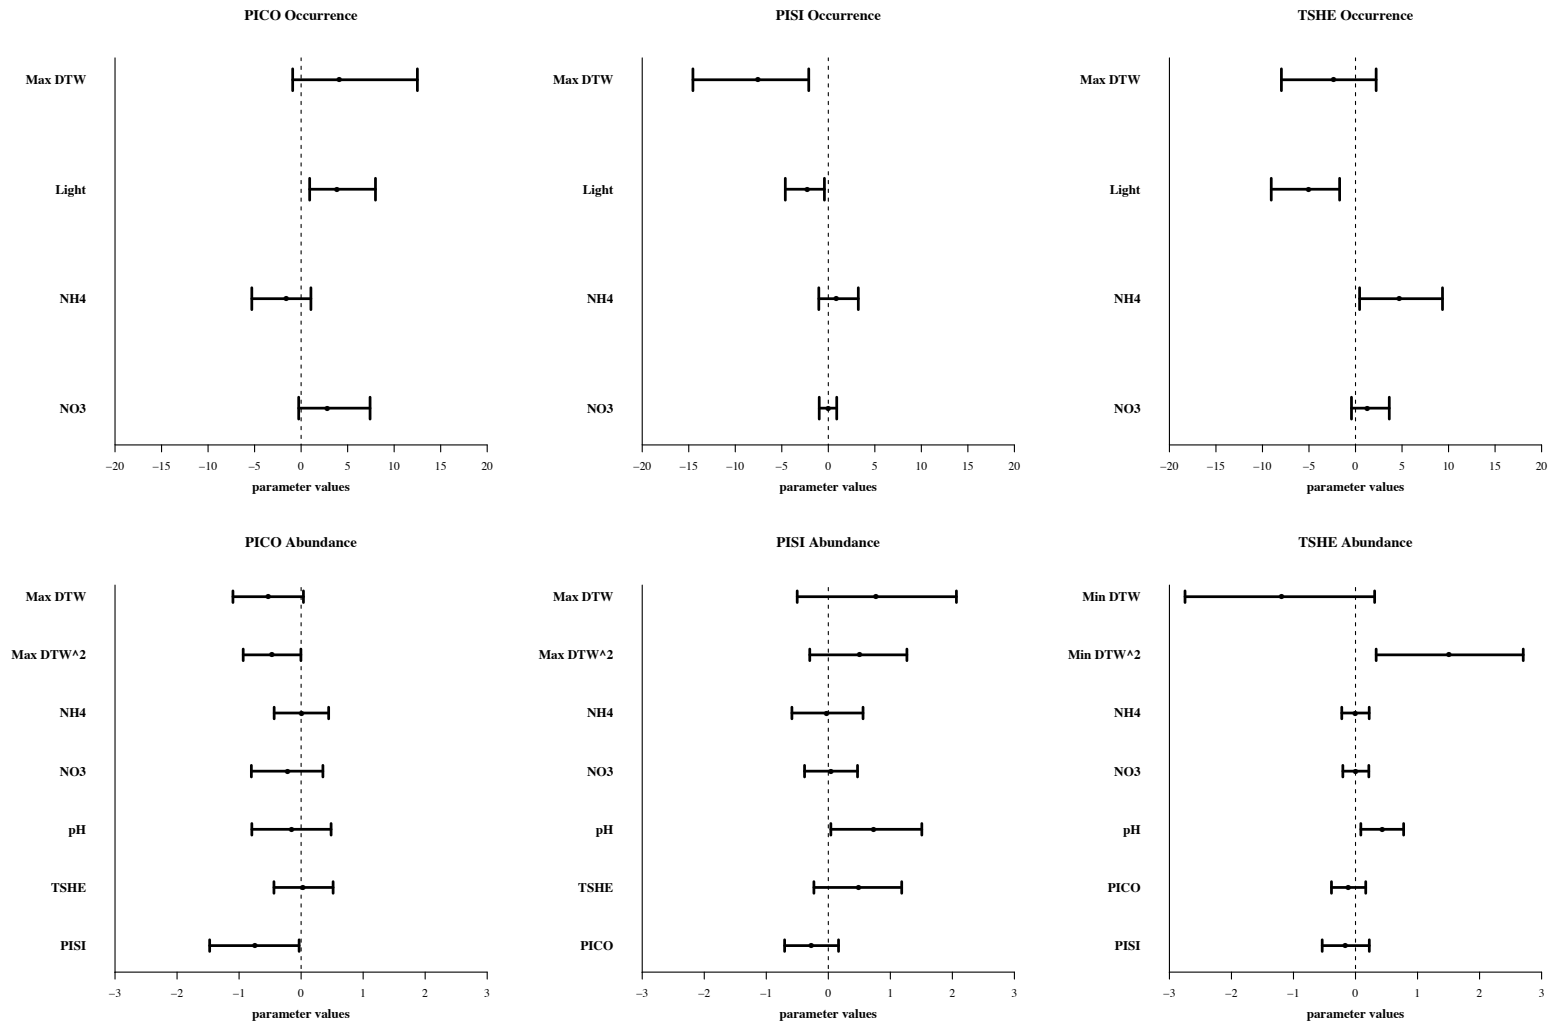 PICO Occurrence
Max DTW
Light
NH4
NO3
−20 −15 −10 −5 0 5 10 15 20
parameter values
PISI Occurrence
Max DTW
Light
NH4
NO3
−20 −15 −10 −5 0 5 10 15 20
parameter values
TSHE Occurrence
Max DTW
Light
NH4
NO3
−20 −15 −10 −5 0 5 10 15 20
parameter values
PICO Abundance
Max DTW
Max DTW^2
NH4
NO3
pH
TSHE
PISI
−3 −2 −1 0 1 2 3
parameter values
PISI Abundance
Max DTW
Max DTW^2
NH4
NO3
pH
TSHE
PICO
−3 −2 −1 0 1 2 3
parameter values
TSHE Abundance
Min DTW
Min DTW^2
NH4
NO3
pH
PICO
PISI
−3 −2 −1 0 1 2 3
parameter values